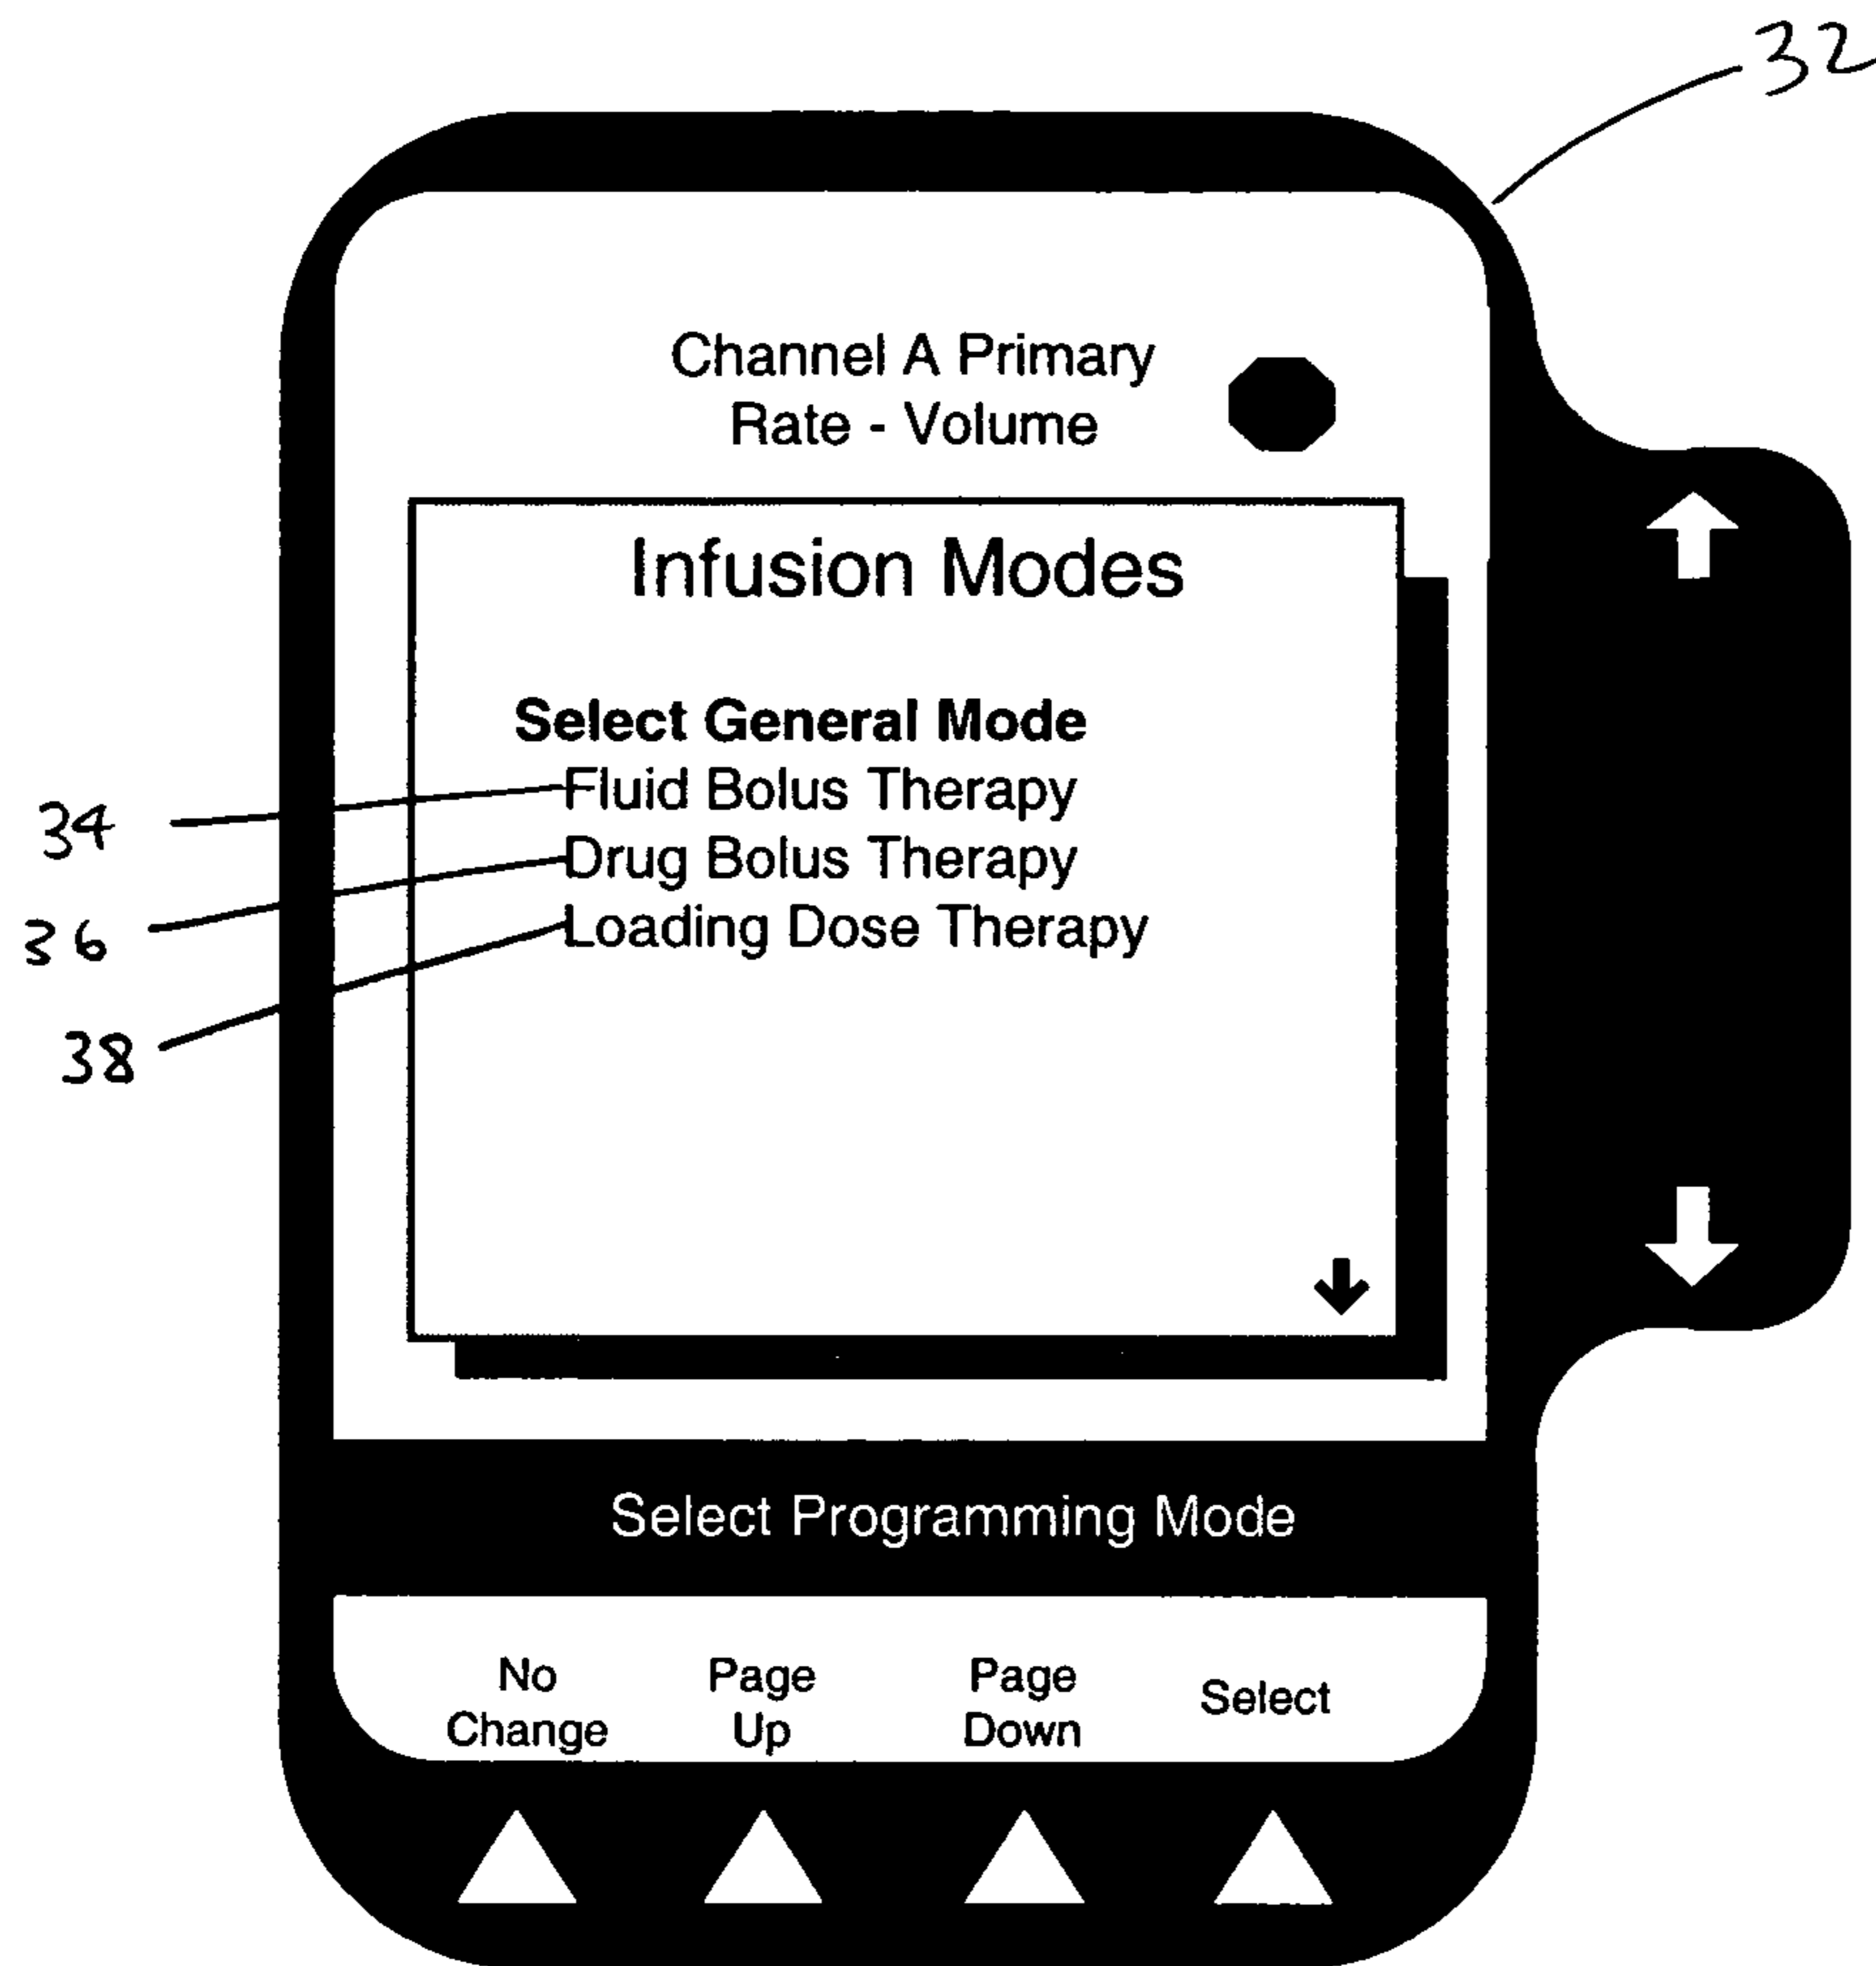 32
Channel A Primary
Rate - Volume
Infusion Modes
Select General Mode
Fluid Bolus Therapy
Drug Bolus Therapy
Loading Dose Therapy
34
36
38
Select Programming Mode
No
Change
Page
Up
Page
Down
Select